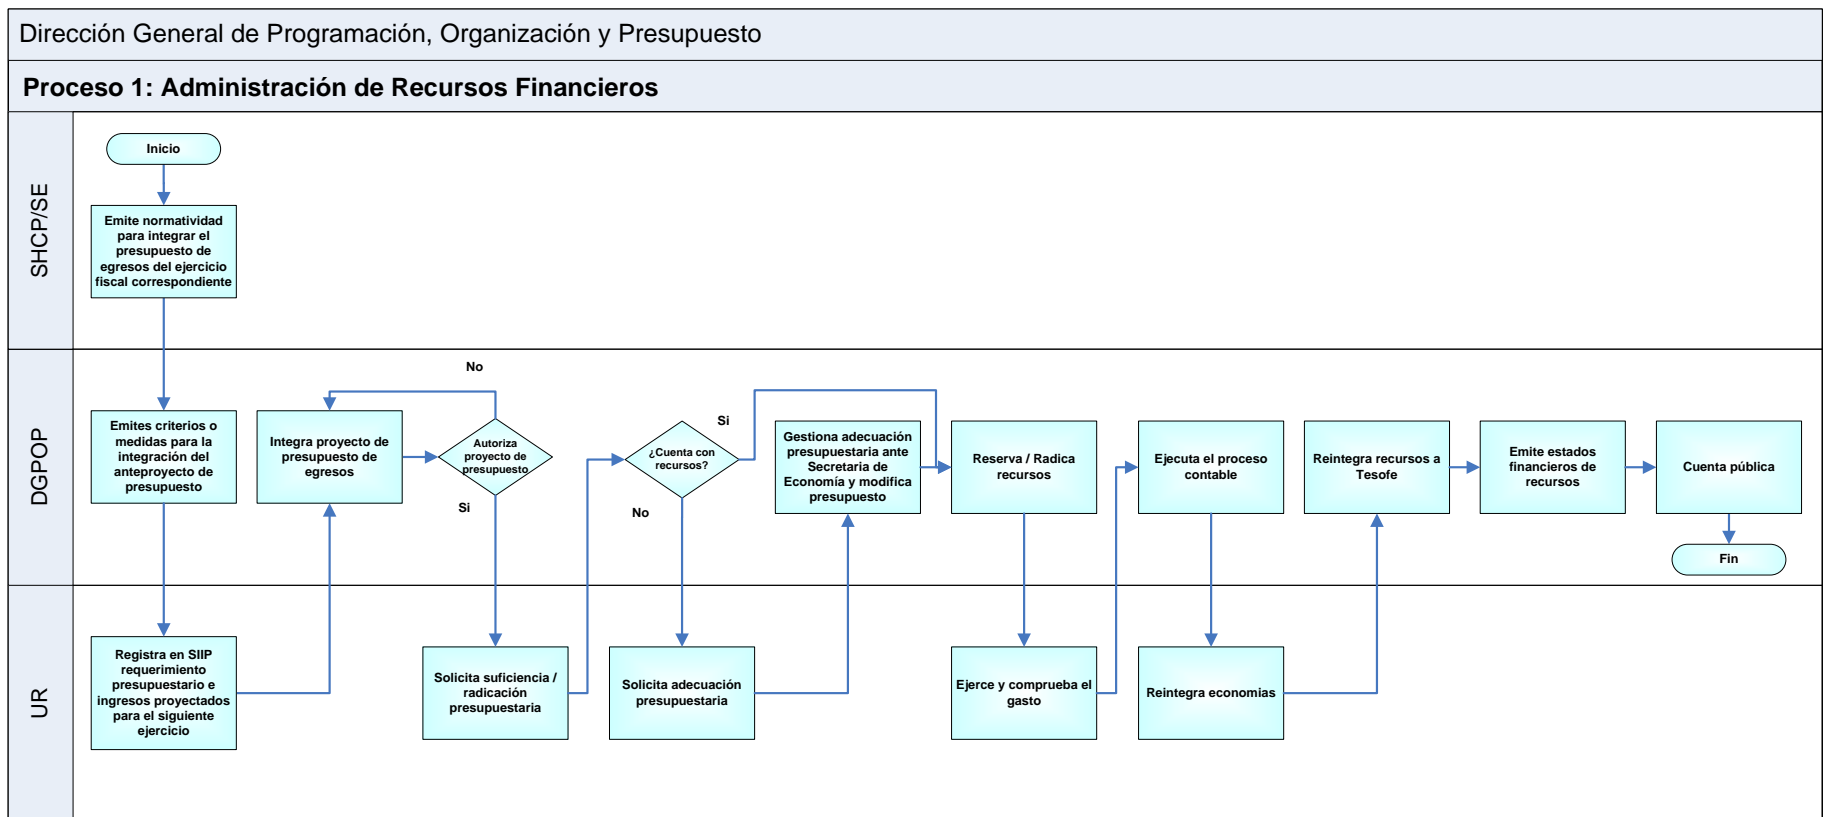 Dirección General de Programación, Organización y Presupuesto
Proceso 1: Administración de Recursos Financieros
SHCP/SE
Inicio
Emite normatividad
para integrar el
presupuesto de
egresos del ejercicio
fiscal correspondiente
DGPOP
Emites criterios o
medidas para la
integración del
anteproyecto de
presupuesto
Integra proyecto de
presupuesto de
egresos
No
Autoriza
proyecto de
presupuesto
Si
¿Cuenta con
recursos?
Si
No
Gestiona adecuación
presupuestaria ante
Secretaria de
Economía y modifica
presupuesto
Reserva / Radica
recursos
Ejecuta el proceso
contable
Reintegra recursos a
Tesofe
Emite estados
financieros de
recursos
Cuenta pública
Fin
UR
Registra en SIIP
requerimiento
presupuestario e
ingresos proyectados
para el siguiente
ejercicio
Solicita suficiencia /
radicación
presupuestaria
Solicita adecuación
presupuestaria
Ejerce y comprueba el
gasto
Reintegra economias